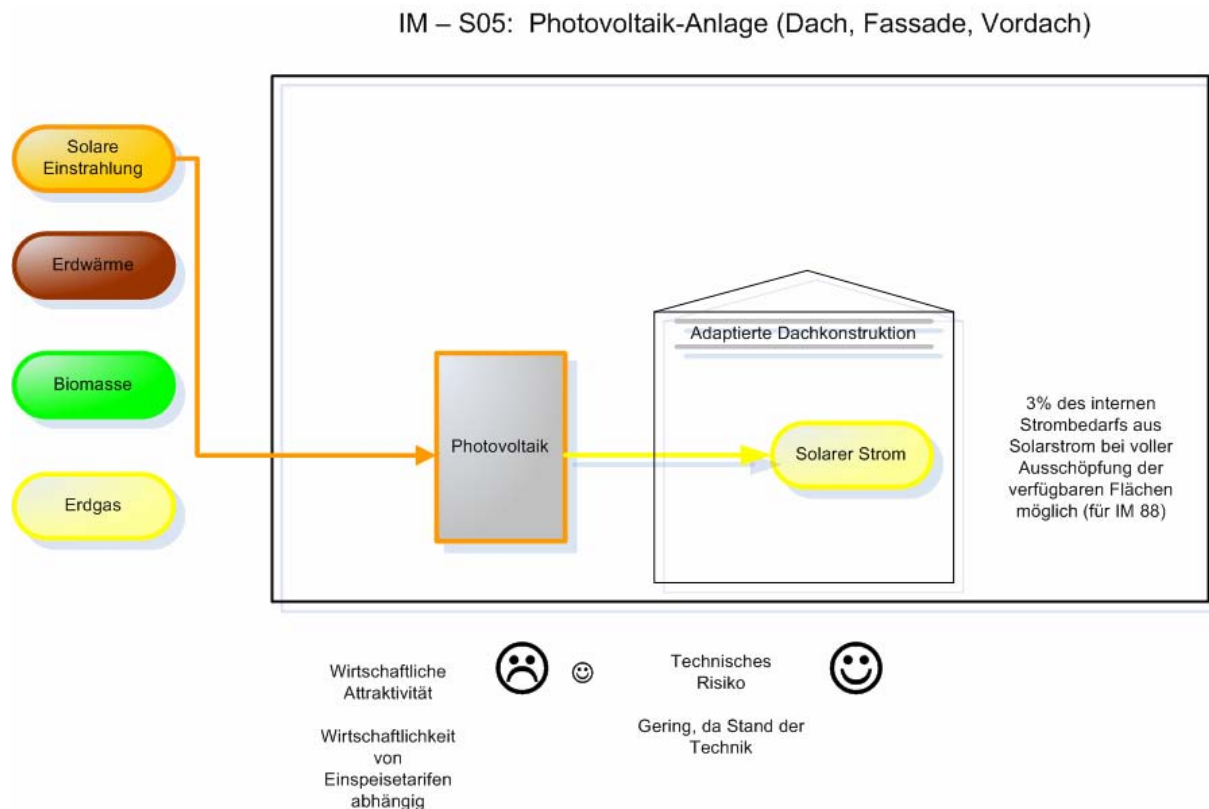 IM – S05:  Photovoltaik-Anlage (Dach, Fassade, Vordach)
Solare
Einstrahlung
Erdwärme
Biomasse
Erdgas
Photovoltaik
Adaptierte Dachkonstruktion
Solarer Strom
3% des internen
Strombedarfs aus
Solarstrom bei voller
Ausschöpfung der
verfügbaren Flächen
möglich (für IM 88)
Wirtschaftliche
Attraktivität
Wirtschaftlichkeit
von
Einspeisetarifen
abhängig
Technisches
Risiko
Gering, da Stand der
Technik